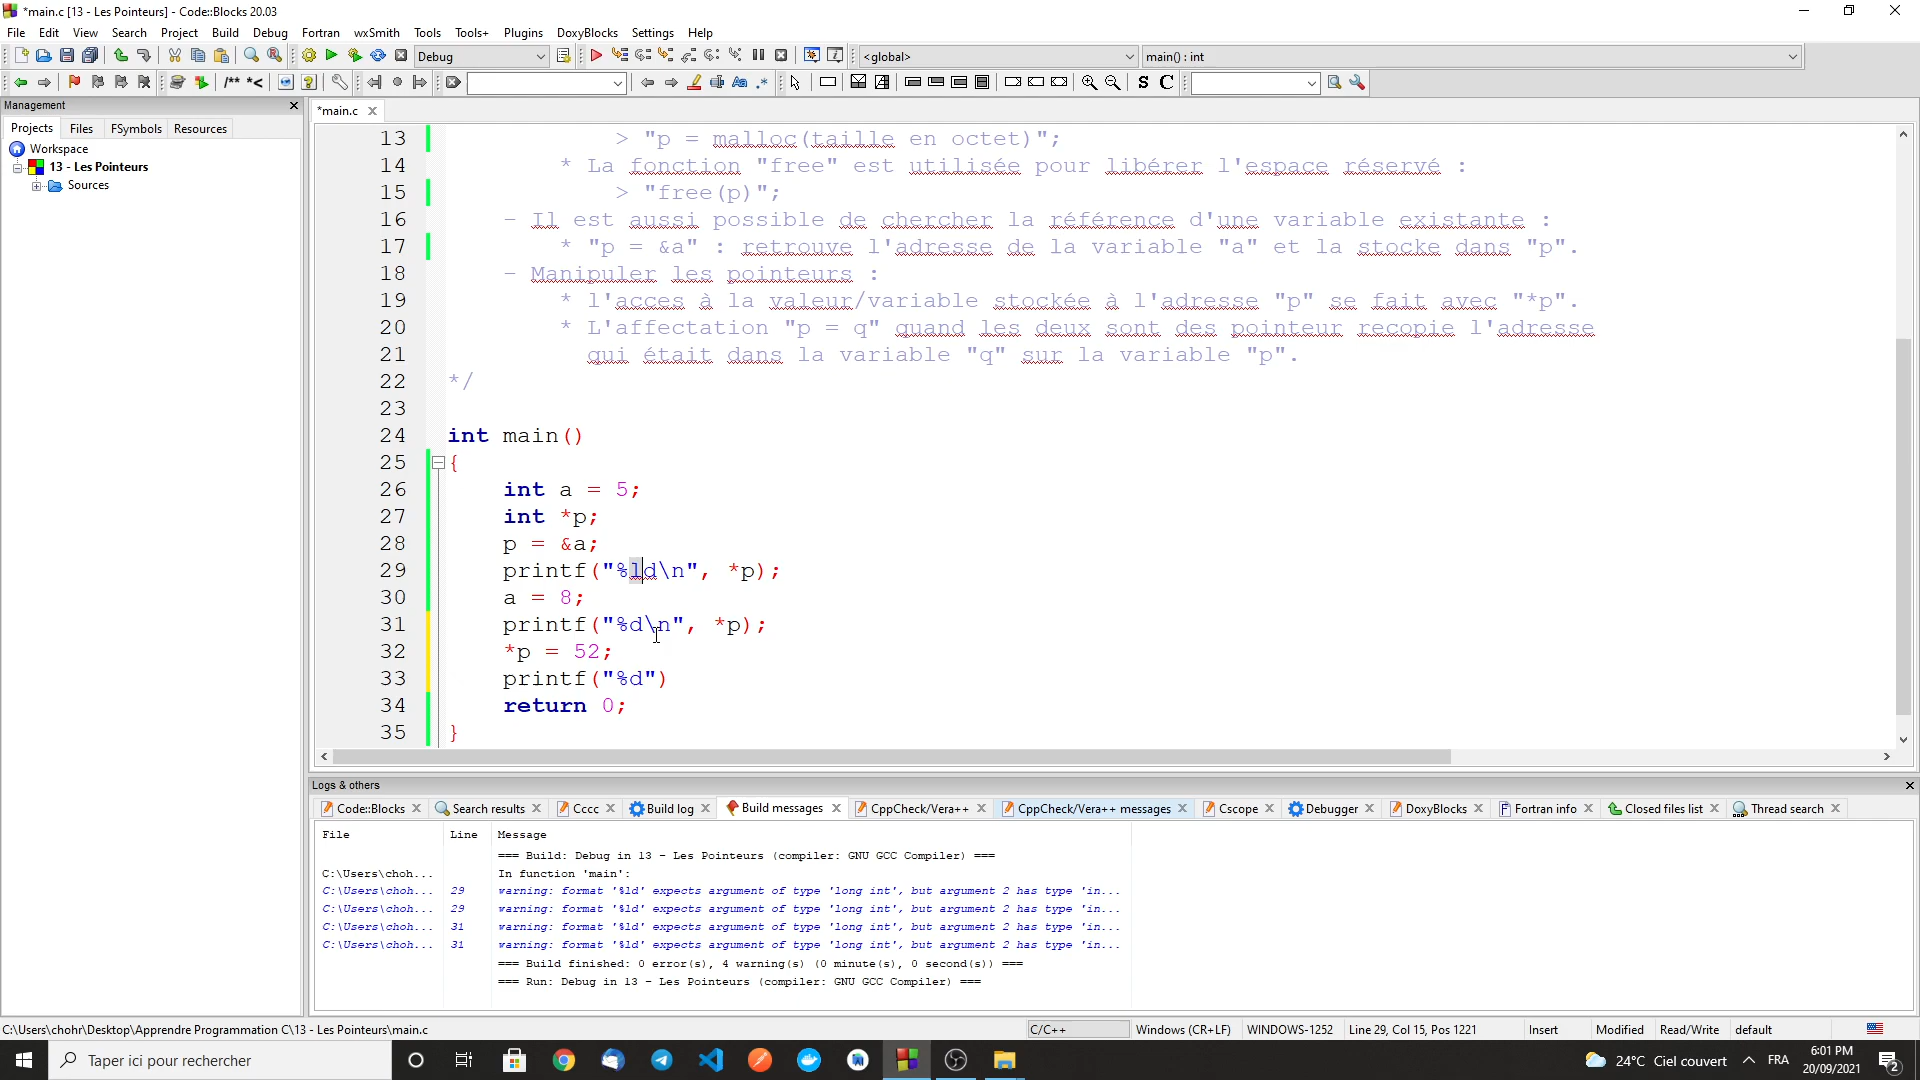 *main.c [13 - Les Pointeurs] - Code::Blocks 20.03
File Edit View Search Project Build Debug Fortran wxSmith Tools Tools+ Plugins DoxyBlocks Settings Help
Debug <global> main() : int
/** *< Aa .* S C
Management
Projects Files FSymbols Resources
Workspace
13 - Les Pointeurs
Sources
*main.c
13 > "p = malloc(taille en octet)";
14 * La fonction "free" est utilisée pour libérer l'espace réservé :
15 > "free(p)";
16 - Il est aussi possible de chercher la référence d'une variable existante :
17 * "p = &a" : retrouve l'adresse de la variable "a" et la stocke dans "p".
18 - Manipuler les pointeurs :
19 * l'acces à la valeur/variable stockée à l'adresse "p" se fait avec "*p".
20 * L'affectation "p = q" quand les deux sont des pointeur recopie l'adresse
21 qui était dans la variable "q" sur la variable "p".
22 */
23
24 int main()
25 {
26 int a = 5;
27 int *p;
28 p = &a;
29 printf("%ld\n", *p);
30 a = 8;
31 printf("%d\n", *p);
32 *p = 52;
33 printf("%d")
34 return 0;
35 }
Logs & others
Code::Blocks Search results Cccc Build log Build messages CppCheck/Vera++ CppCheck/Vera++ messages Cscope Debugger DoxyBlocks Fortran info Closed files list Thread search
File Line Message
=== Build: Debug in 13 - Les Pointeurs (compiler: GNU GCC Compiler) ===
C:\Users\choh... In function 'main':
C:\Users\choh... 29 warning: format '%ld' expects argument of type 'long int', but argument 2 has type 'in...
C:\Users\choh... 29 warning: format '%ld' expects argument of type 'long int', but argument 2 has type 'in...
C:\Users\choh... 31 warning: format '%ld' expects argument of type 'long int', but argument 2 has type 'in...
C:\Users\choh... 31 warning: format '%ld' expects argument of type 'long int', but argument 2 has type 'in...
=== Build finished: 0 error(s), 4 warning(s) (0 minute(s), 0 second(s)) ===
=== Run: Debug in 13 - Les Pointeurs (compiler: GNU GCC Compiler) ===
C:\Users\chohr\Desktop\Apprendre Programmation C\13 - Les Pointeurs\main.c C/C++ Windows (CR+LF) WINDOWS-1252 Line 29, Col 15, Pos 1221 Insert Modified Read/Write default
Taper ici pour rechercher 24°C Ciel couvert FRA 6:01 PM
20/09/2021 2